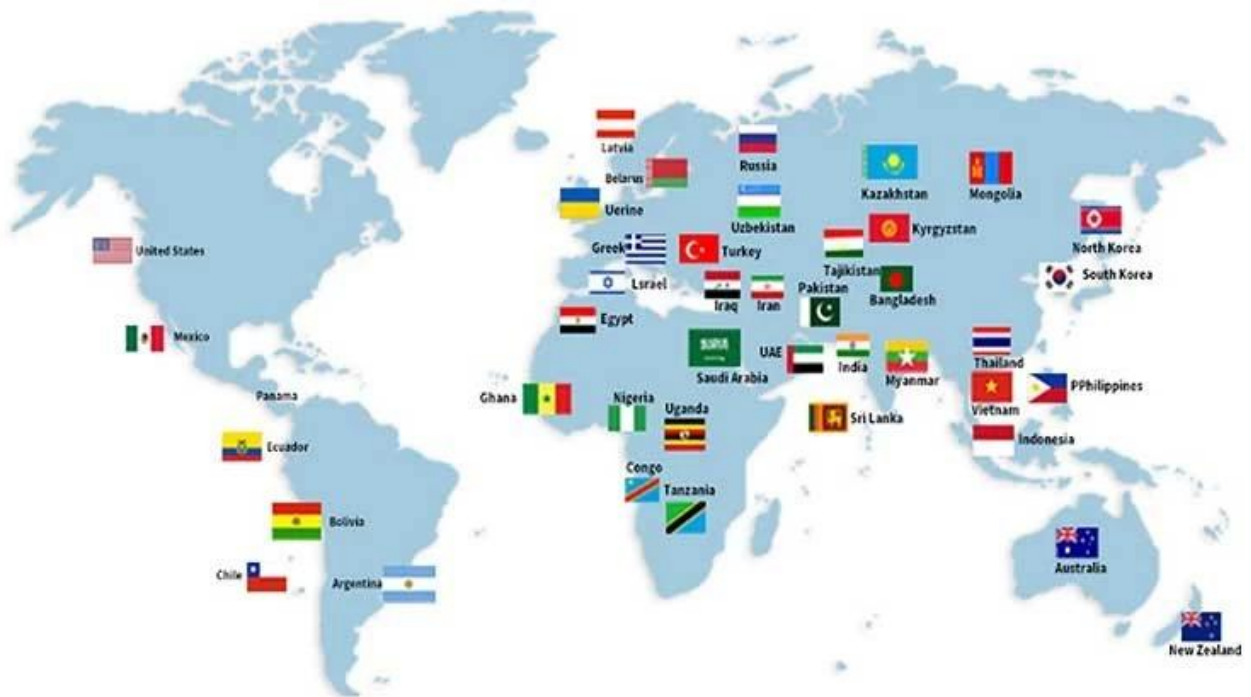 Latvia
Russia
Belarus
Kazakhstan
Mongolia
Uerine
Uzbekistan
Kyrgyzstan
North Korea
United States
Greek
Turkey
Tajikistan
South Korea
Lsrael
Iraq
Iran
Pakistan
Bangladesh
Egypt
Mexico
Saudi Arabia
UAE
India
Myanmar
Thailand
PPhilippines
Panama
Ghana
Nigeria
Uganda
Sri Lanka
Vietnam
Indonesia
Ecuador
Congo
Tanzania
Bolivia
Chile
Argentina
Australia
New Zealand